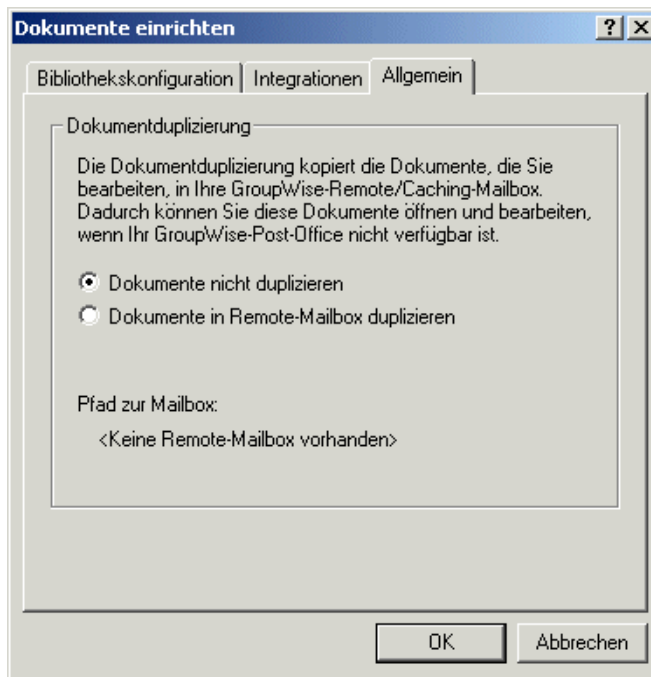 Dokumente einrichten
Bibliothekskonfiguration Integrationen Allgemein
Dokumentduplizierung
Die Dokumentduplizierung kopiert die Dokumente, die Sie
bearbeiten, in Ihre GroupWise-Remote/Caching-Mailbox.
Dadurch können Sie diese Dokumente öffnen und bearbeiten,
wenn Ihr GroupWise-Post-Office nicht verfügbar ist.
Dokumente nicht duplizieren
Dokumente in Remote-Mailbox duplizieren
Pfad zur Mailbox:
<Keine Remote-Mailbox vorhanden>
OK Abbrechen